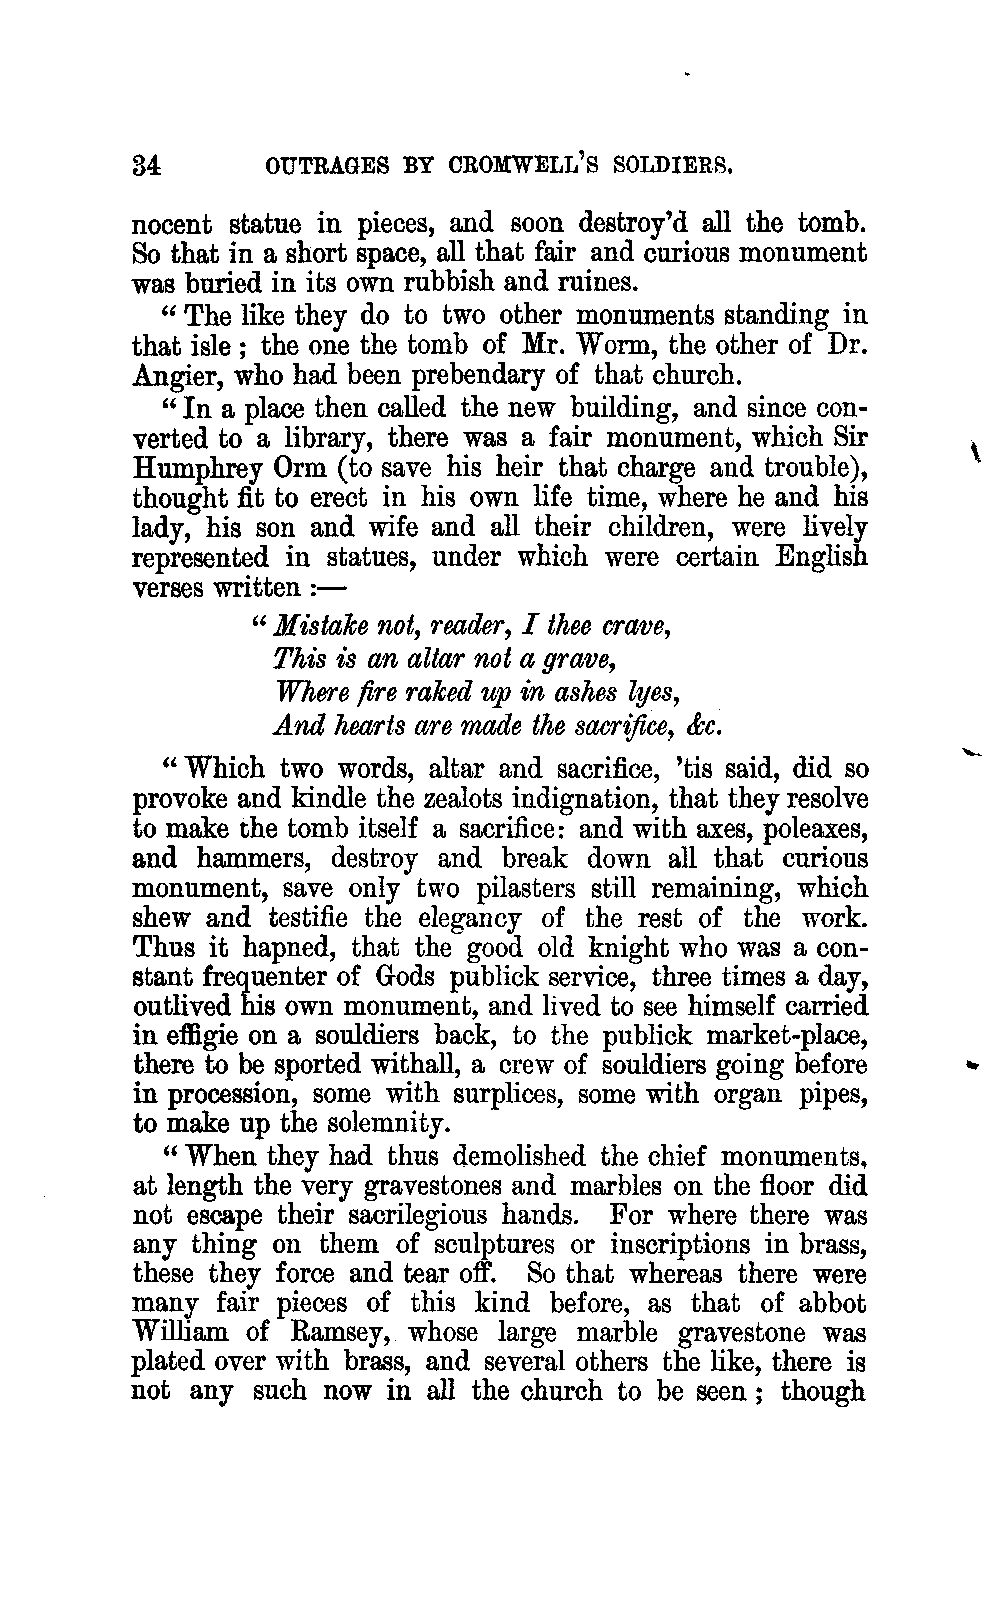 34 OUTRAGES BY CROMWELL'S SOLDIERS.
nocent statue in pieces, and soon destroy'd all the tomb.
So that in a short space, all that fair and curious monument
was buried in its own rubbish and ruines.
“ The like they do to two other monuments standing in
that isle ; the one the tomb of Mr. Worm, the other of Dr.
Angier, who had been prebendary of that church.
“ In a place then called the new building, and since con-
verted to a library, there was a fair monument, which Sir
Humphrey Orm (to save his heir that charge and trouble),
thought fit to erect in his own life time, where he and his
lady, his son and wife and all their children, were lively
represented in statues, under which were certain English
verses written :—
“ Mistake not, reader, I thee crave,
This is an altar not a grave,
Where fire raked up in ashes lyes,
And hearts are made the sacrifice, &c.
“ Which two words, altar and sacrifice, 'tis said, did so
provoke and kindle the zealots indignation, that they resolve
to make the tomb itself a sacrifice: and with axes, poleaxes,
and hammers, destroy and break down all that curious
monument, save only two pilasters still remaining, which
shew and testifie the elegancy of the rest of the work.
Thus it hapned, that the good old knight who was a con-
stant frequenter of Gods publick service, three times a day,
outlived his own monument, and lived to see himself carried
in effigie on a souldiers back, to the publick market-place,
there to be sported withall, a crew of souldiers going before
in procession, some with surplices, some with organ pipes,
to make up the solemnity.
“ When they had thus demolished the chief monuments,
at length the very gravestones and marbles on the floor did
not escape their sacrilegious hands. For where there was
any thing on them of sculptures or inscriptions in brass,
these they force and tear off. So that whereas there were
many fair pieces of this kind before, as that of abbot
William of Ramsey, whose large marble gravestone was
plated over with brass, and several others the like, there is
not any such now in all the church to be seen ; though